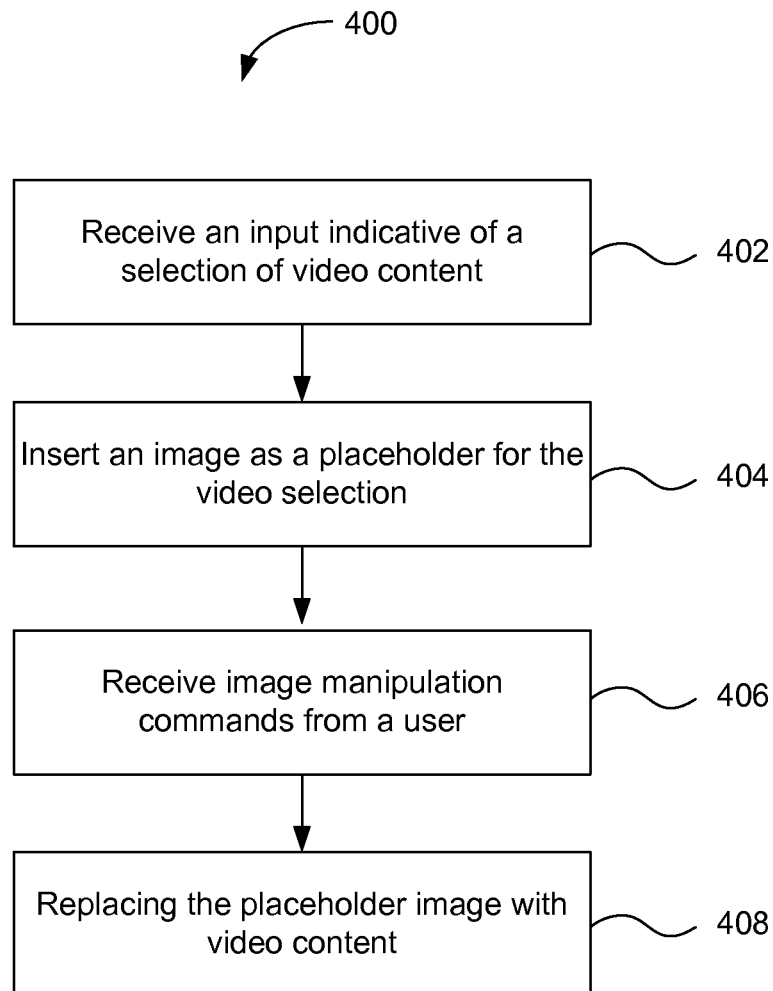 400
Receive an input indicative of a
selection of video content
402
Insert an image as a placeholder for the
video selection
404
Receive image manipulation
commands from a user
406
Replacing the placeholder image with
video content
408